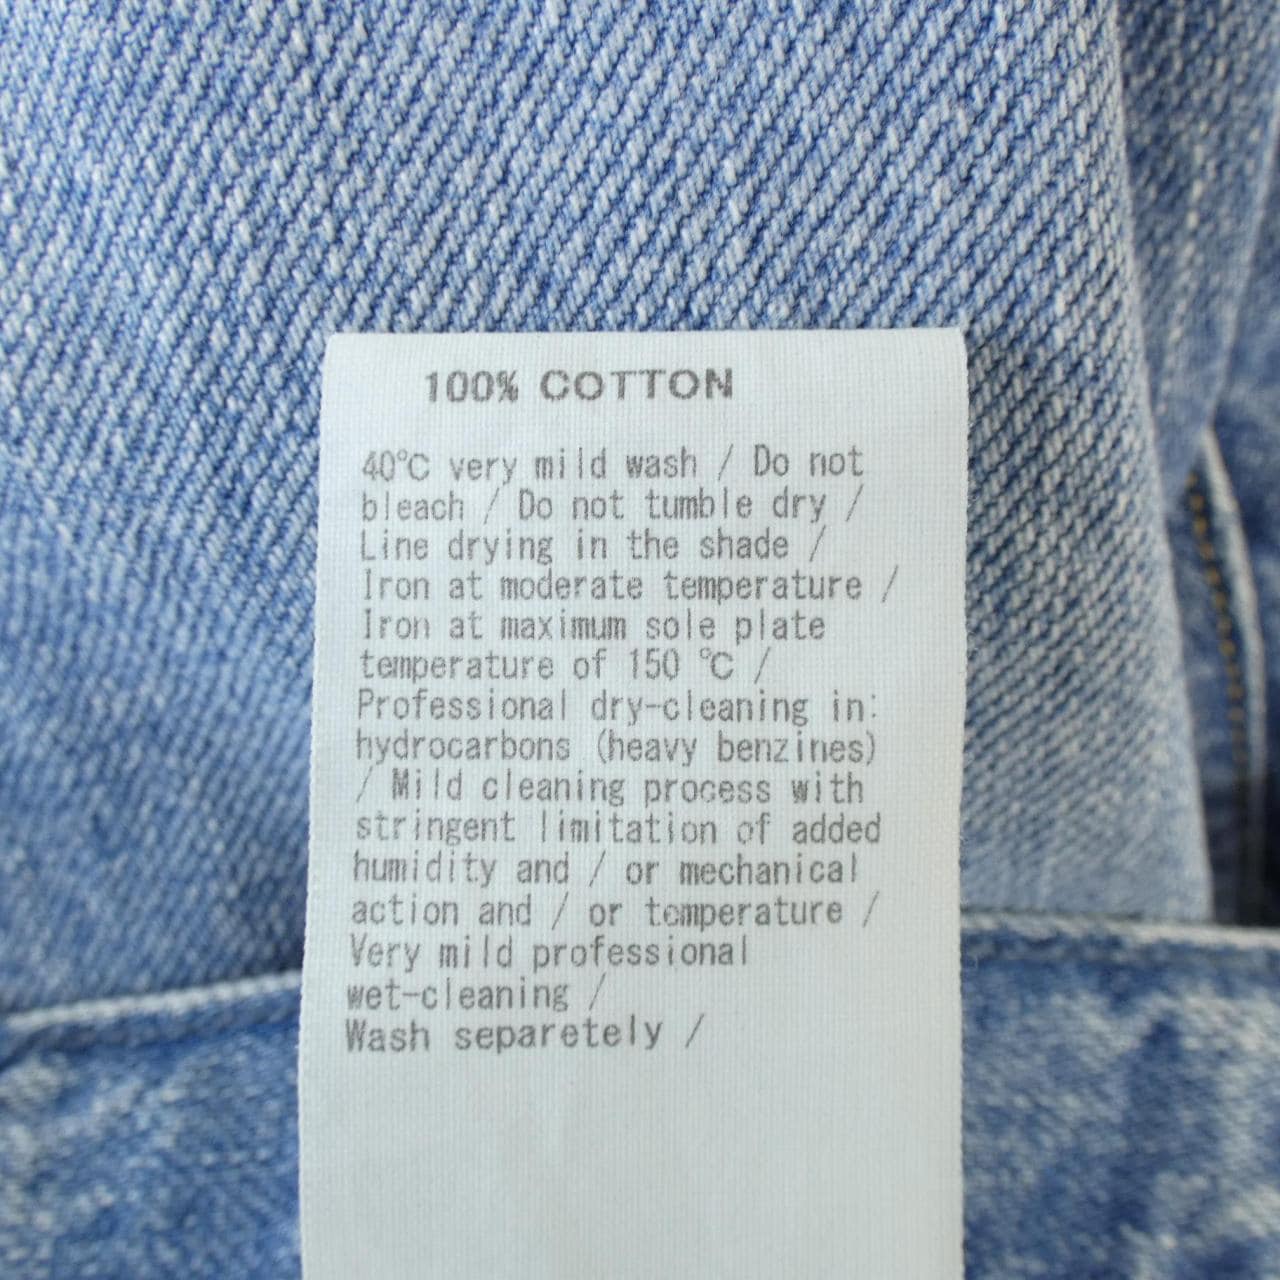 100% COTTON
40℃ very mild wash / Do not
bleach / Do not tumble dry /
Line drying in the shade /
Iron at moderate temperature /
Iron at maximum sole plate
temperature of 150 ℃ /
Professional dry-cleaning in:
hydrocarbons (heavy benzines)
/ Mild cleaning process with
stringent limitation of added
humidity and / or mechanical
action and / or temperature /
Very mild professional
wet-cleaning /
Wash separetely /